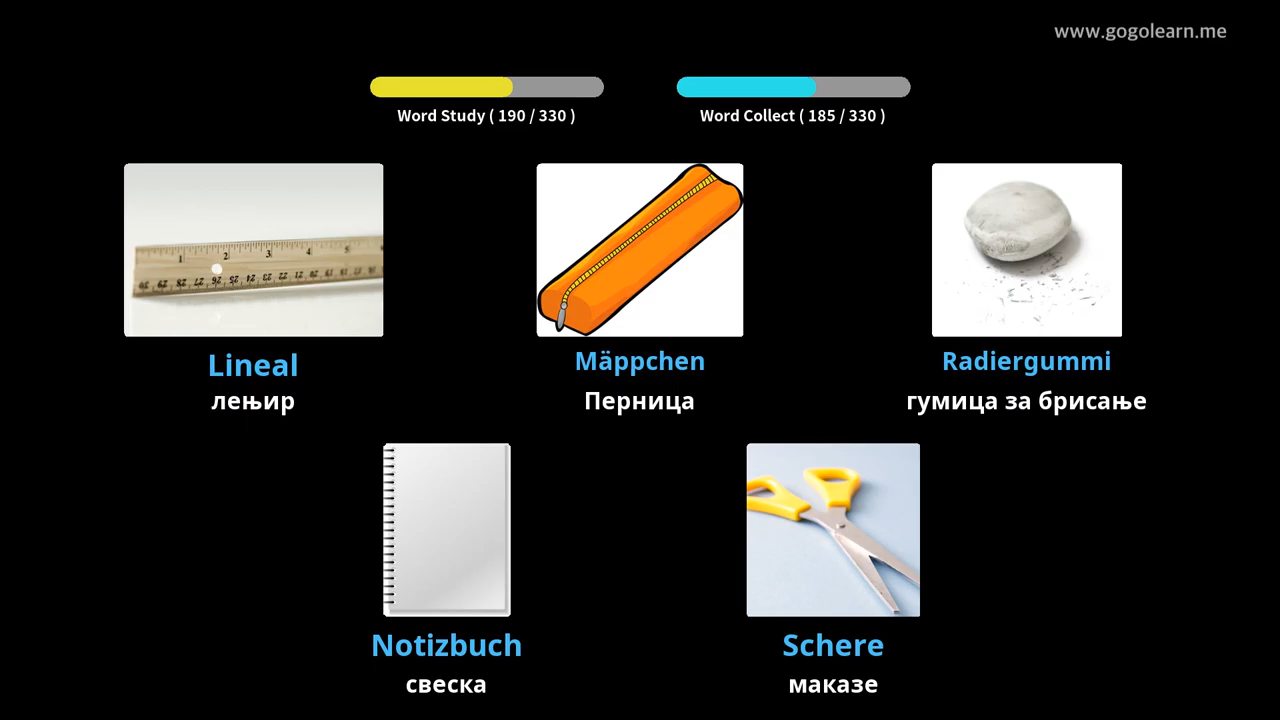 www.gogolearn.me
Word Study ( 190 / 330 )
Word Collect ( 185 / 330 )
Lineal
лењир
Mäppchen
Перница
Radiergummi
гумица за брисање
Notizbuch
свеска
Schere
маказе